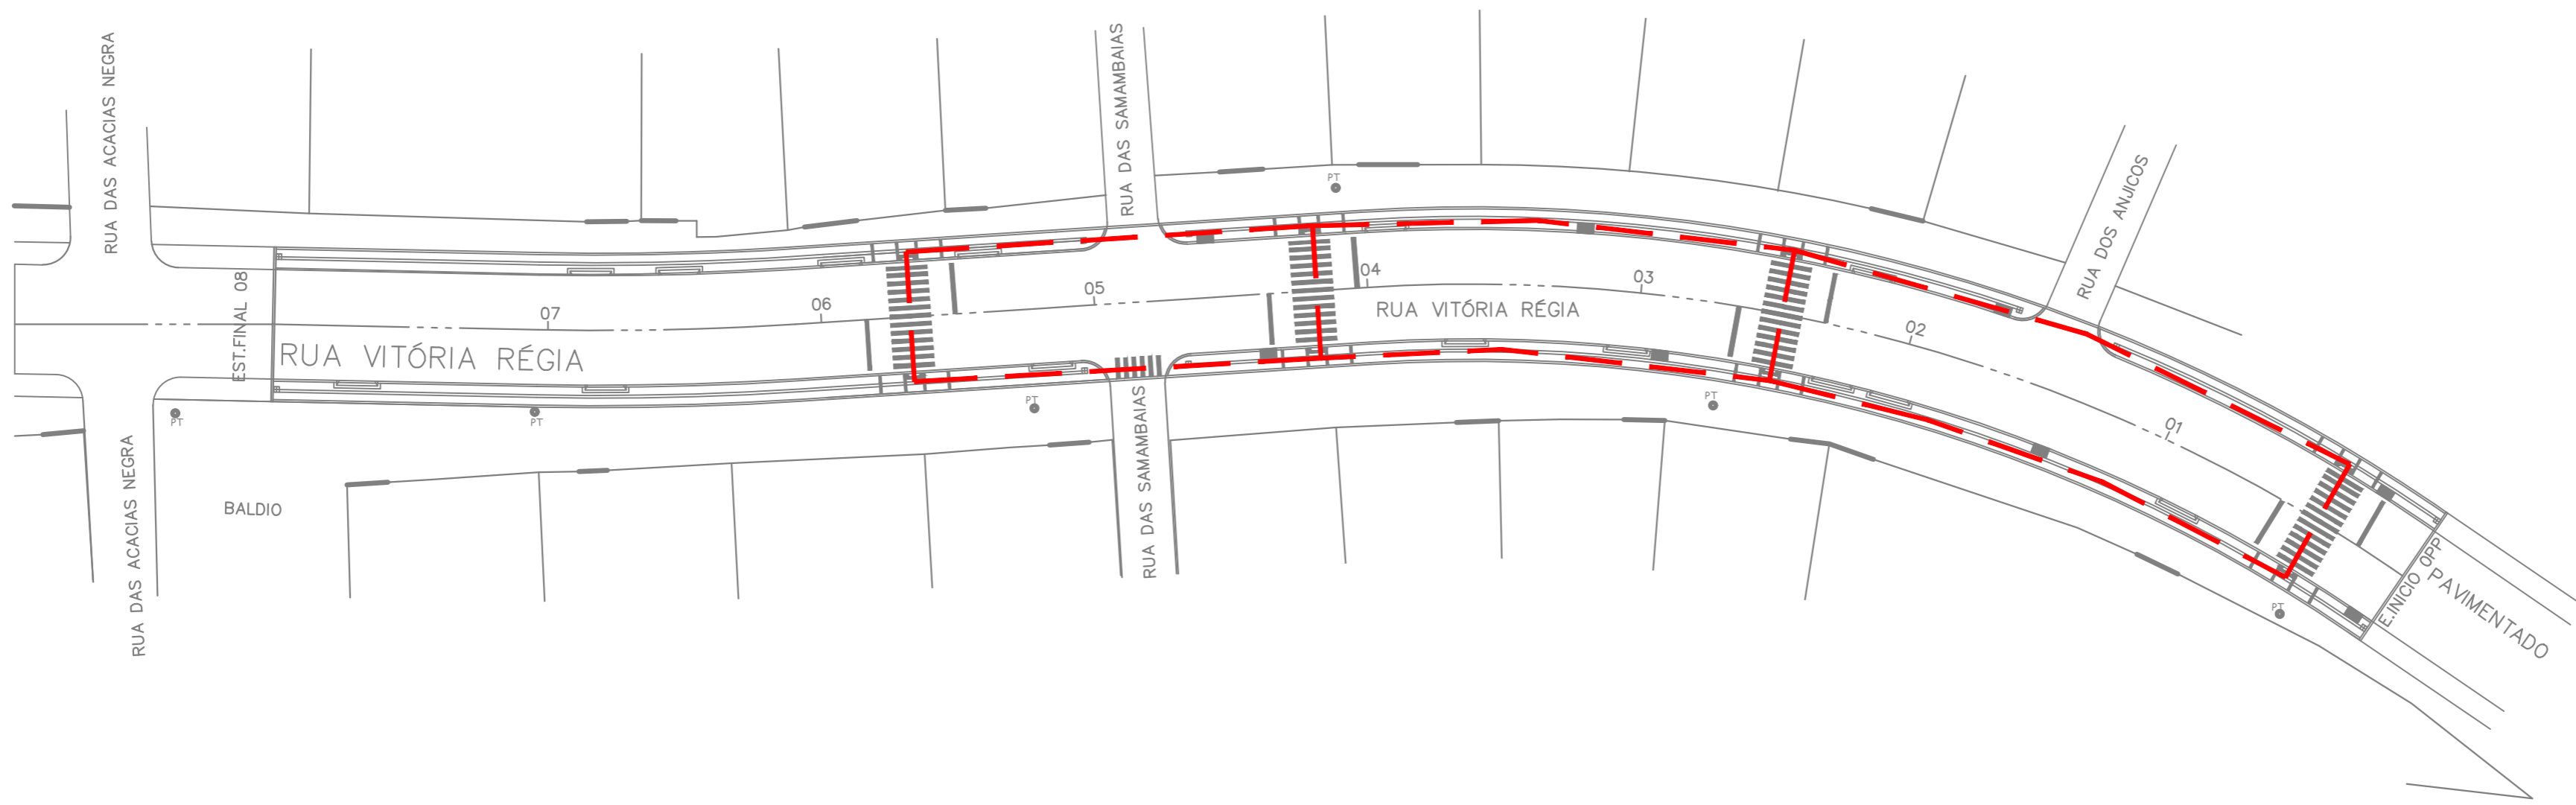 RUA DAS ACACIAS NEGRA
RUA DAS SAMAMBAIAS
PT
RUA DOS ANJICOS
EST.FINAL 08
07
06
05
04
03
02
01
RUA VITÓRIA RÉGIA
RUA VITÓRIA RÉGIA
PT
PT
PT
PT
PT
BALDIO
RUA DAS ACACIAS NEGRA
RUA DAS SAMAMBAIAS
E.INICIO OPP
PAVIMENTADO